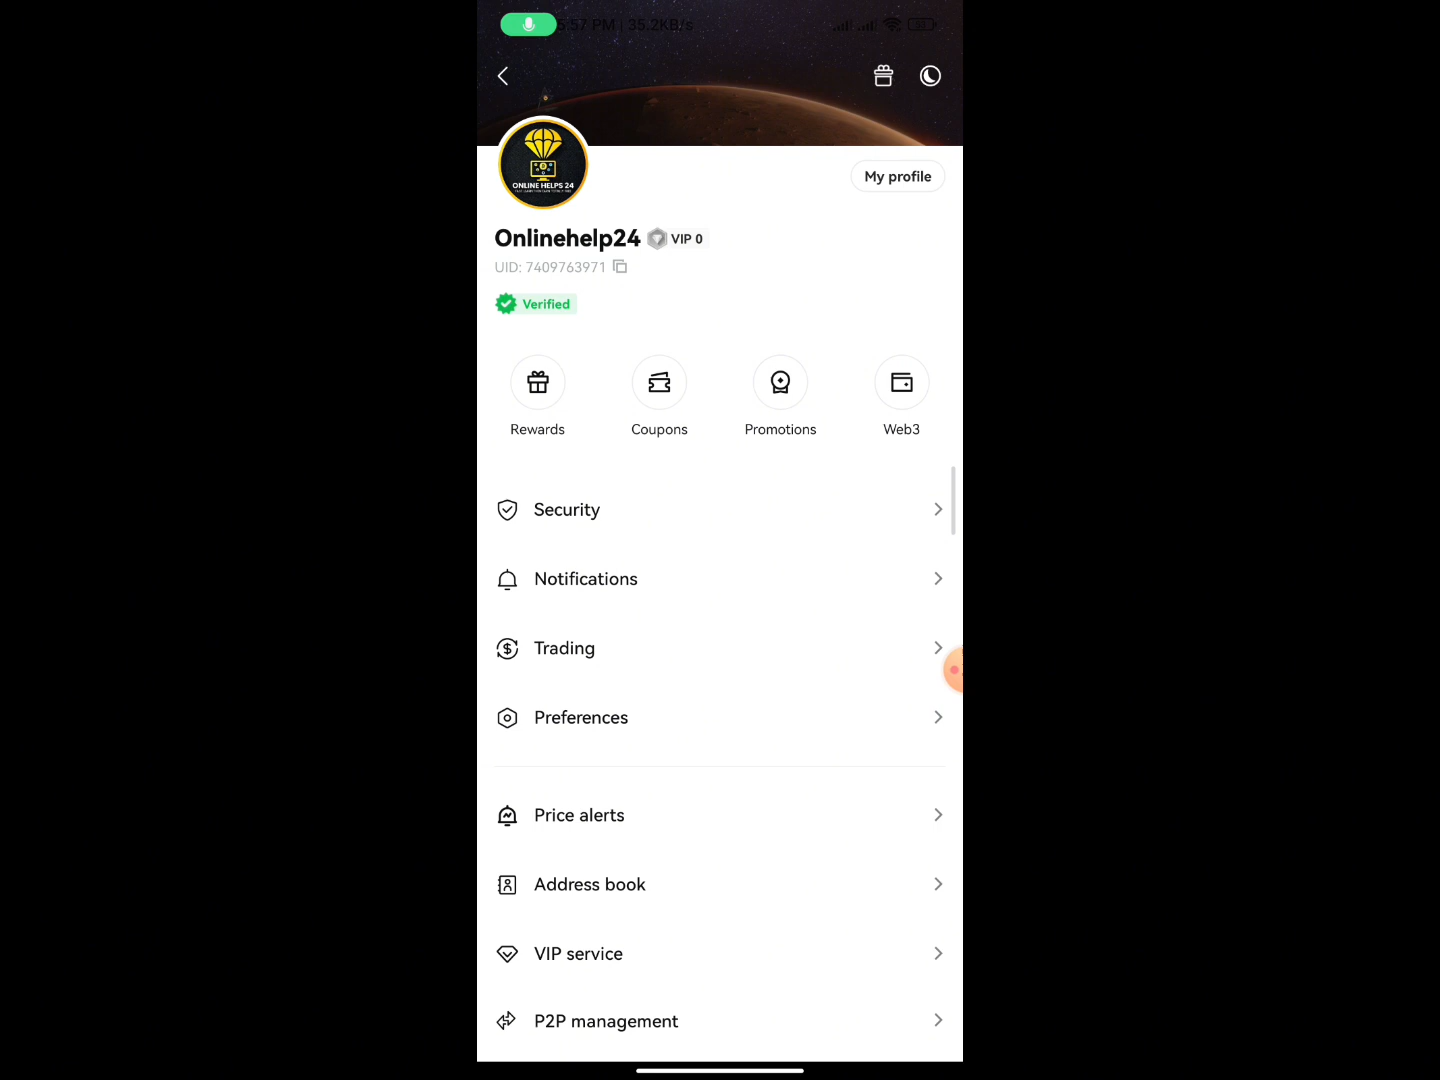 5:57 PM | 35.2KB/s
ONLINE HELPS 24
My profile
Onlinehelp24 VIP 0
UID: 7409763971
Verified
Rewards Coupons Promotions Web3
Security
Notifications
Trading
Preferences
Price alerts
Address book
VIP service
P2P management